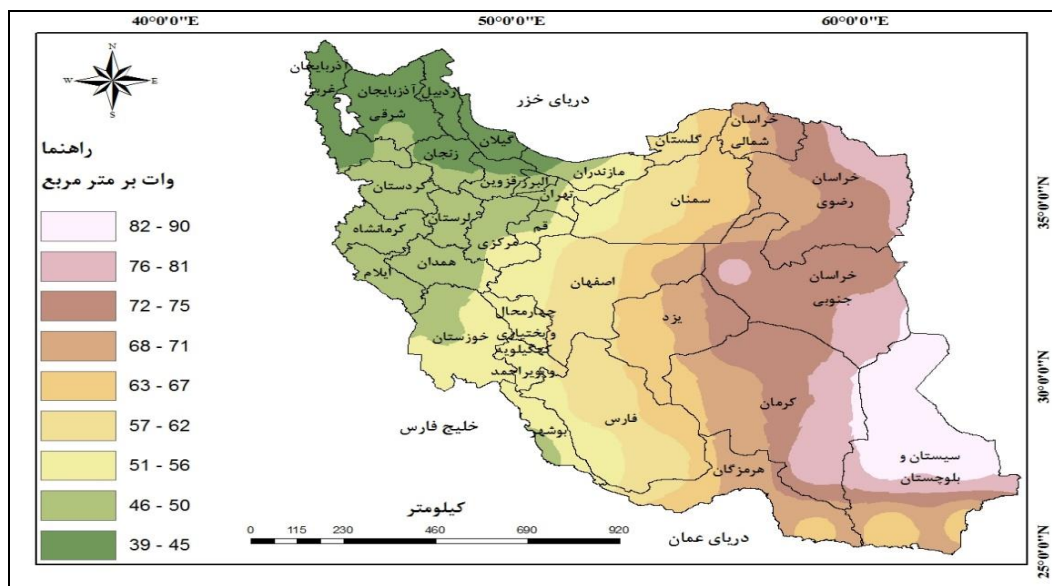 40°0'0"E
50°0'0"E
60°0'0"E
N
W
E
S
راهنما
وات بر متر مربع
82 - 90
76 - 81
72 - 75
68 - 71
63 - 67
57 - 62
51 - 56
46 - 50
39 - 45
آذربایجان
غربی
آذزبایجان
شرقی
اردبیل
دریای خزر
گیلان
زنجان
کردستان
قزوین
البرز
تهران
مازندران
گلستان
خراسان
شمالی
خراسان
رضوی
سمنان
قم
مرکزی
لرستان
کرمانشاه
همدان
ایلام
اصفهان
خراسان
جنوبی
یزد
چهارمحال
و بختیاری
کهگیلویه
و بویراحمد
خوزستان
کرمان
فارس
بوشهر
خلیج فارس
هرمزگان
سیستان و
بلوچستان
کیلومتر
0 115 230 460 690 920
دریای عمان
35°0'0"N
30°0'0"N
25°0'0"N